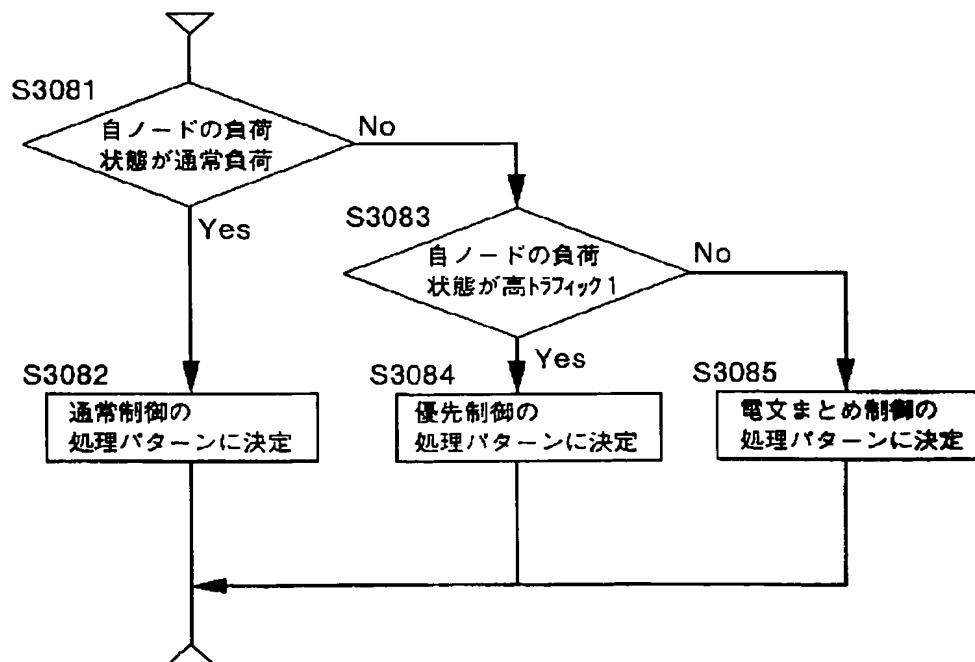 S3081
自ノードの負荷
状態が通常負荷
No
Yes
S3083
自ノードの負荷
状態が高トラフィック1
No
Yes
S3082
通常制御の
処理パターンに決定
S3084
優先制御の
処理パターンに決定
S3085
電文まとめ制御の
処理パターンに決定